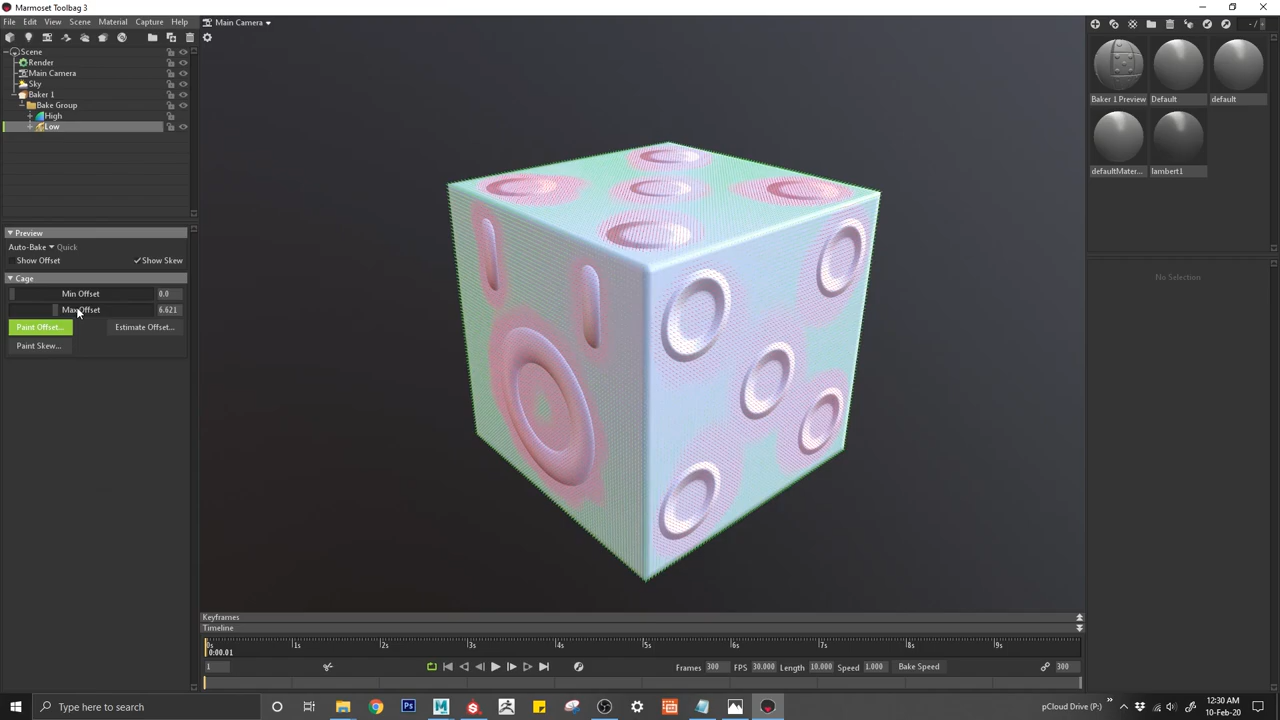 Marmoset Toolbag 3
File Edit View Scene Material Capture Help
Main Camera
- / -
Scene
Render
Main Camera
Sky
Baker 1
Bake Group
High
Low
Baker 1 Preview Default default
defaultMater... lambert1
Preview
Auto-Bake Quick
Show Offset Show Skew
Cage
Min Offset 0.0
Max Offset 6.621
Paint Offset... Estimate Offset...
Paint Skew...
No Selection
Keyframes
Timeline
0s 1s 2s 3s 4s 5s 6s 7s 8s 9s
0:00.01
1 Frames 300 FPS 30.000 Length 10.000 Speed 1.000 Bake Speed 300
Type here to search
Ps
M
pCloud Drive (P:)
12:30 AM
10-Feb-20